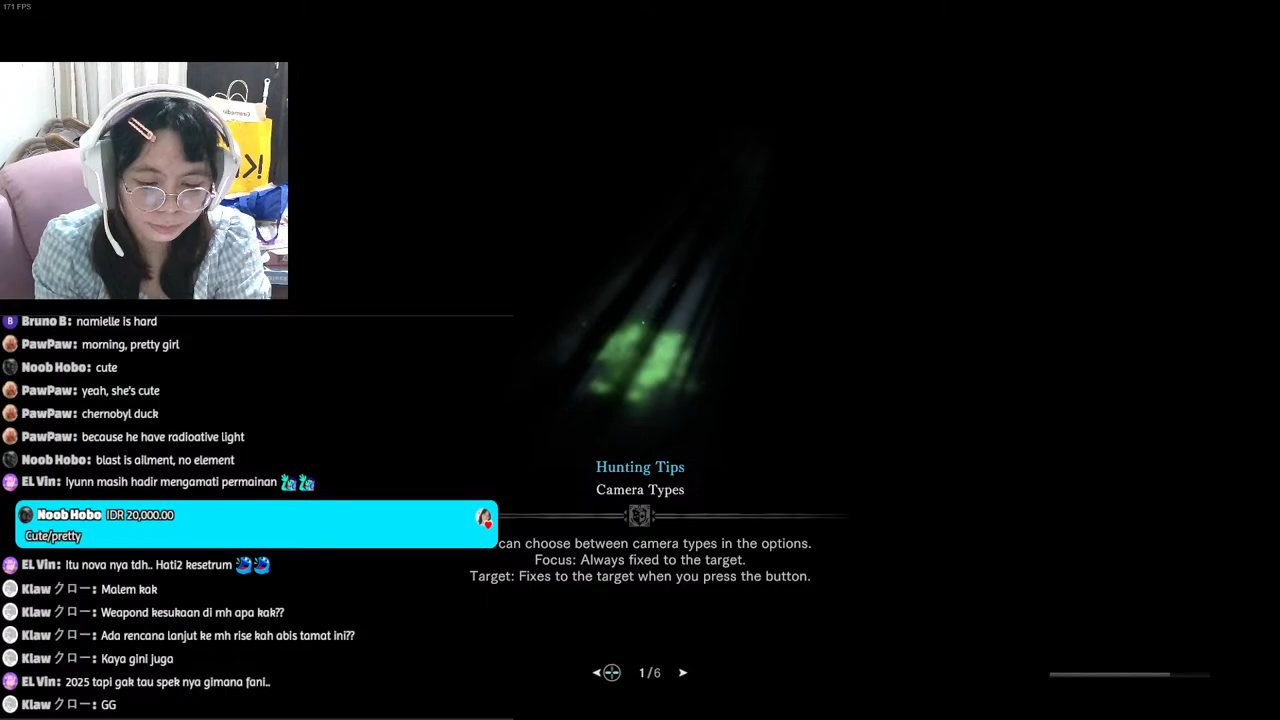 171 FPS
Bruno B: namielle is hard
PawPaw: morning, pretty girl
Noob Hobo: cute
PawPaw: yeah, she's cute
PawPaw: chernobyl duck
PawPaw: because he have radioative light
Noob Hobo: blast is ailment, no element
EL Vin: Iyunn masih hadir mengamati permainan
Noob Hobo IDR 20,000.00
Cute/pretty
EL Vin: Itu nova nya tdh.. Hati2 kesetrum
Klaw クロー: Malem kak
Klaw クロー: Weapond kesukaan di mh apa kak??
Klaw クロー: Ada rencana lanjut ke mh rise kah abis tamat ini??
Klaw クロー: Kaya gini juga
EL Vin: 2025 tapi gak tau spek nya gimana fani..
Klaw クロー: GG
Hunting Tips
Camera Types
can choose between camera types in the options.
Focus: Always fixed to the target.
Target: Fixes to the target when you press the button.
1/6